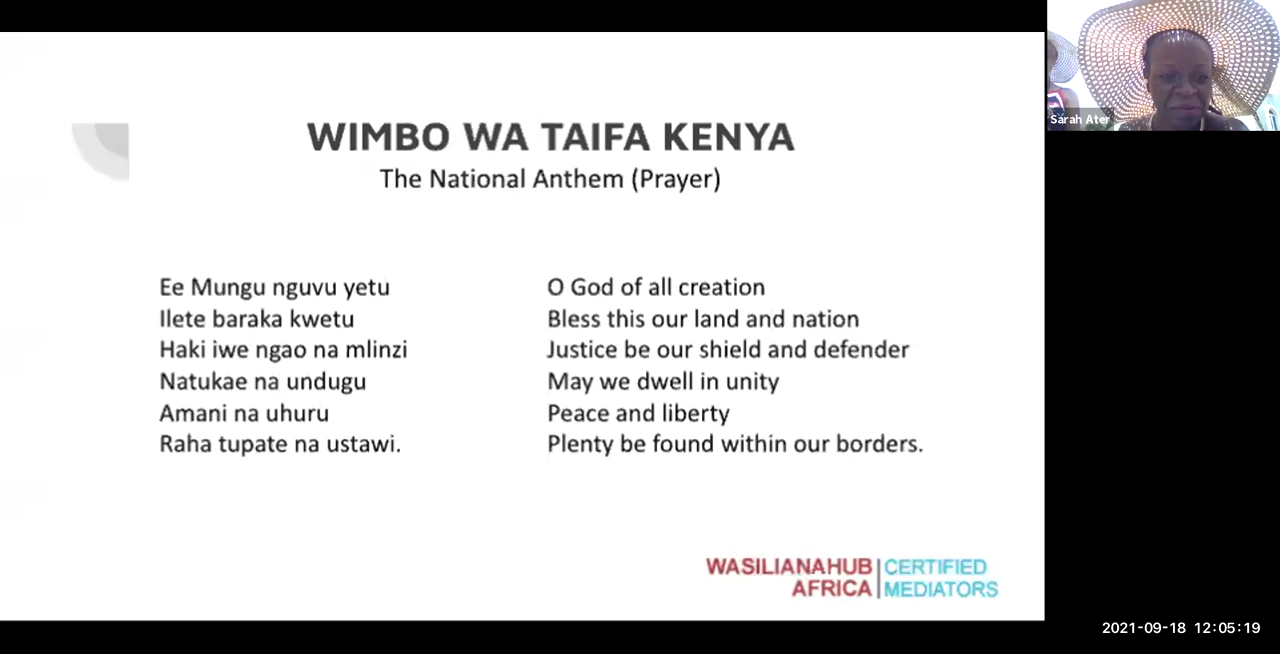 WIMBO WA TAIFA KENYA
The National Anthem (Prayer)
Ee Mungu nguvu yetu
Ilete baraka kwetu
Haki iwe ngao na mlinzi
Natukae na undugu
Amani na uhuru
Raha tupate na ustawi.
O God of all creation
Bless this our land and nation
Justice be our shield and defender
May we dwell in unity
Peace and liberty
Plenty be found within our borders.
WASILIANAHUB
AFRICA
CERTIFIED
MEDIATORS
Sarah Ater
2021-09-18 12:05:19